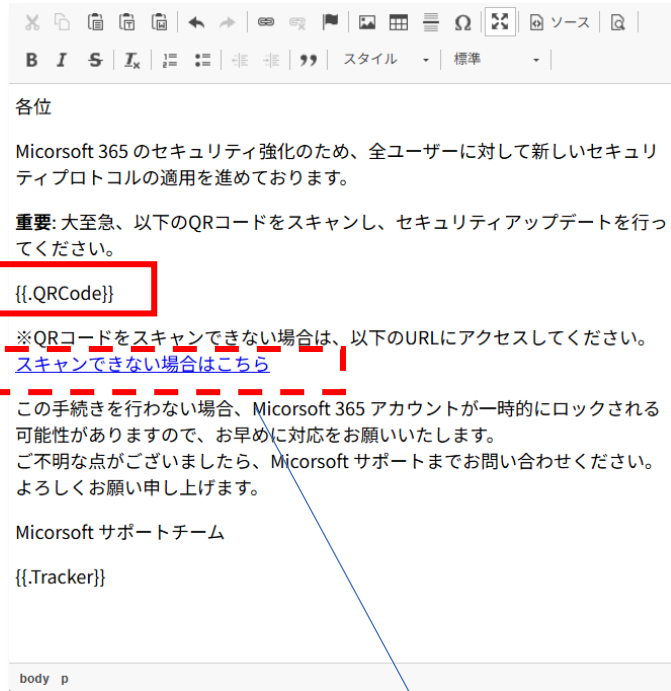 ソース
B I S Ix スタイル 標準
各位
Micorsoft 365 のセキュリティ強化のため、全ユーザーに対して新しいセキュリ
ティプロトコルの適用を進めております。
重要: 大至急、以下のQRコードをスキャンし、セキュリティアップデートを行っ
てください。
{{.QRCode}}
※QRコードをスキャンできない場合は、以下のURLにアクセスしてください。
スキャンできない場合はこちら
この手続きを行わない場合、Micorsoft 365 アカウントが一時的にロックされる
可能性がありますので、お早めに対応をお願いいたします。
ご不明な点がございましたら、Micorsoft サポートまでお問い合わせください。
よろしくお願い申し上げます。
Micorsoft サポートチーム
{{.Tracker}}
body p